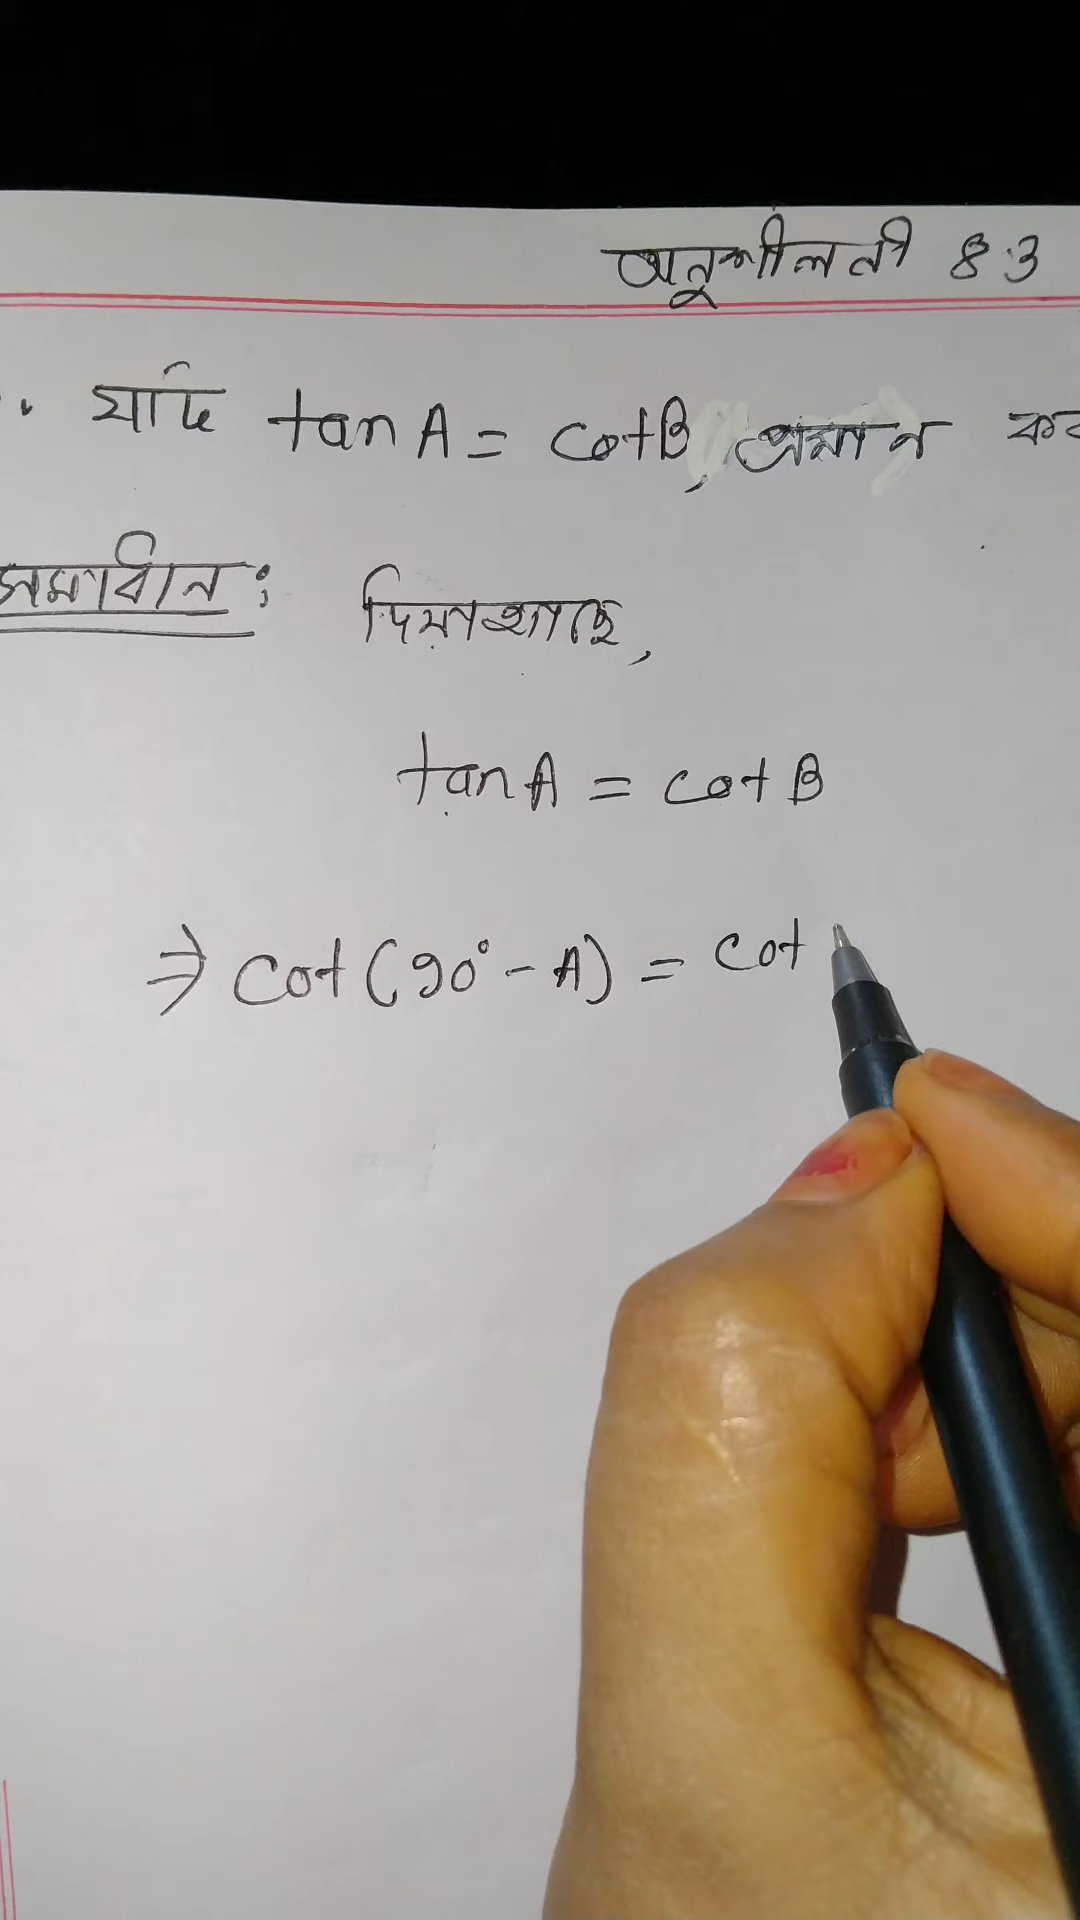 অনুশীলনী 8.3
. যদি tan A = cot B, প্রমান
সমাধান : দিয়া আছে,
tan A = cot B
⇒ cot (90° - A) = cot